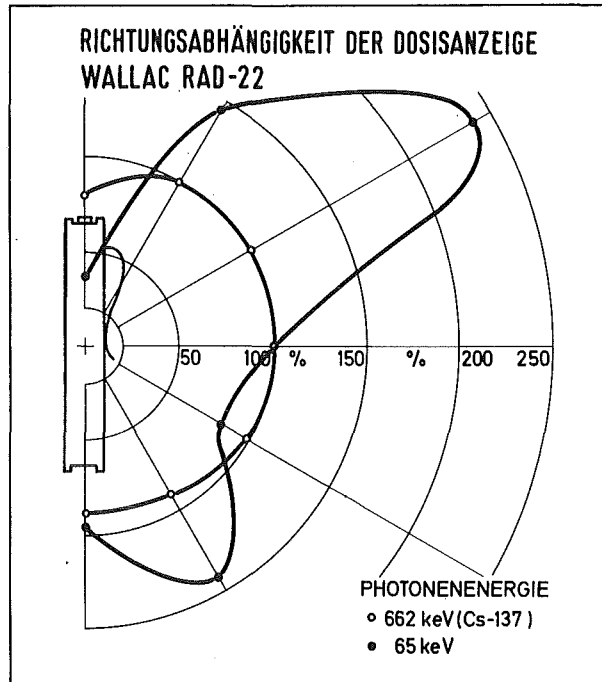 RICHTUNGSABHÄNGIGKEIT DER DOSISANZEIGE
WALLAC RAD-22
50 100 % 150 % 200 250
PHOTONENENERGIE
662 keV (Cs-137)
65 keV